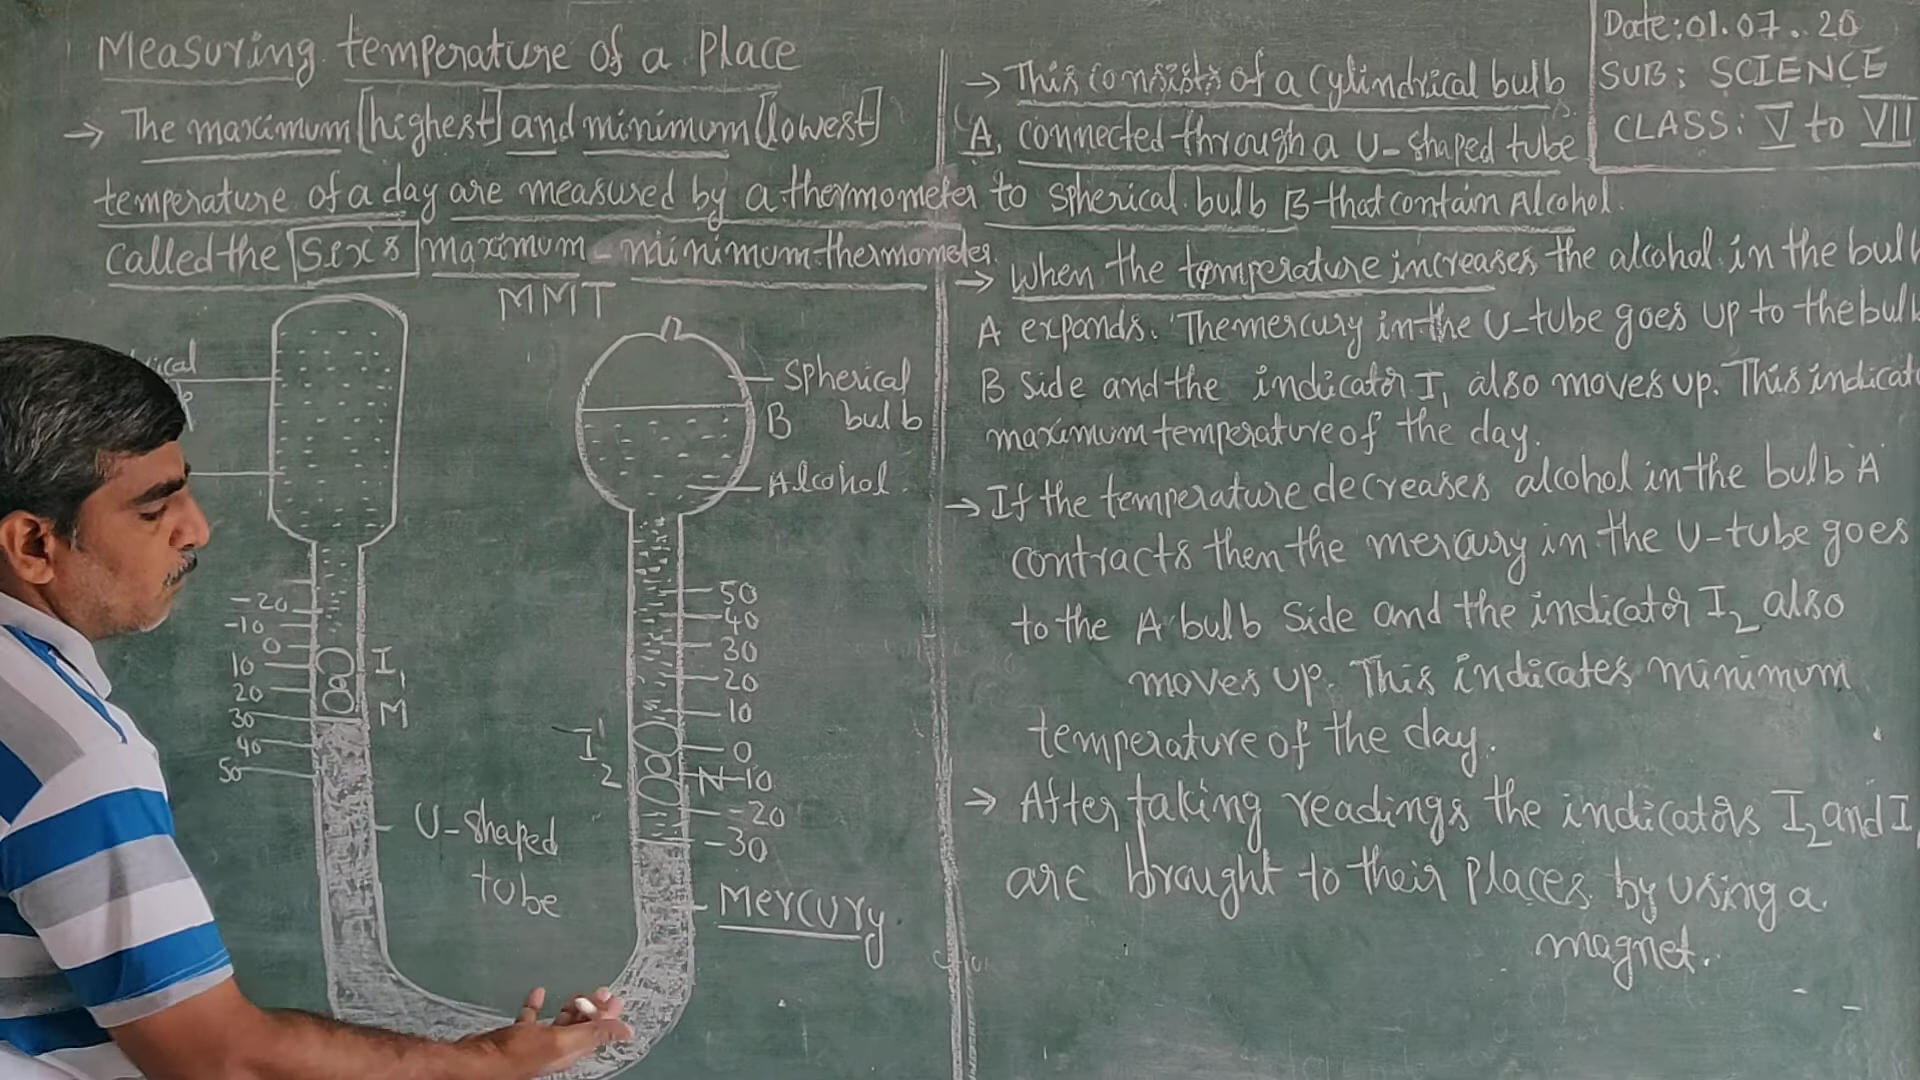 Measuring temperature of a place
→ The maximum [highest] and minimum [lowest]
temperature of a day are measured by a thermometer
called the Six's maximum - minimum thermometer
MMT
ical
Spherical
bulb
B
Alcohol
-20
-10
0
10
20
30
40
50
I1
M
50
40
30
20
10
0
-10
-20
-30
I2
N
U-shaped
tube
Mercury
Date: 01.07.20
SUB: SCIENCE
CLASS: V to VII
→ This consists of a cylindrical bulb
A, connected through a U-shaped tube
to spherical bulb B that contain Alcohol.
→ When the temperature increases the alcohol in the bulb
A expands. The mercury in the U-tube goes up to the bulb
B side and the indicator I1 also moves up. This indicat
maximum temperature of the day.
→ If the temperature decreases alcohol in the bulb A
contracts then the mercury in the U-tube goes
to the A bulb side and the indicator I2 also
moves up. This indicates minimum
temperature of the day.
→ After taking readings the indicators I2 and I
are brought to their places by using a
magnet.